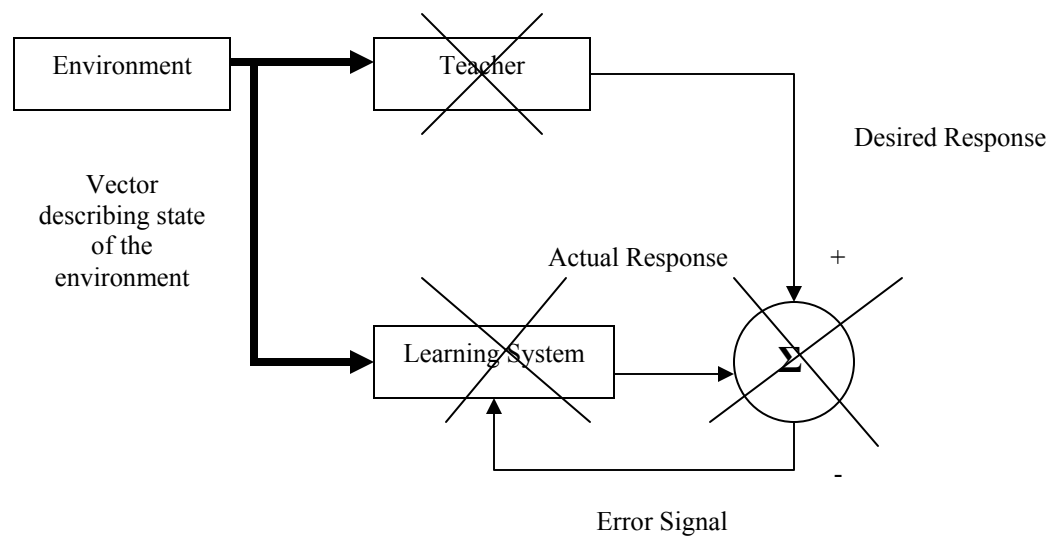 Environment
Teacher
Desired Response
Vector
describing state
of the
environment
Actual Response
+
Learning System
Σ
-
Error Signal